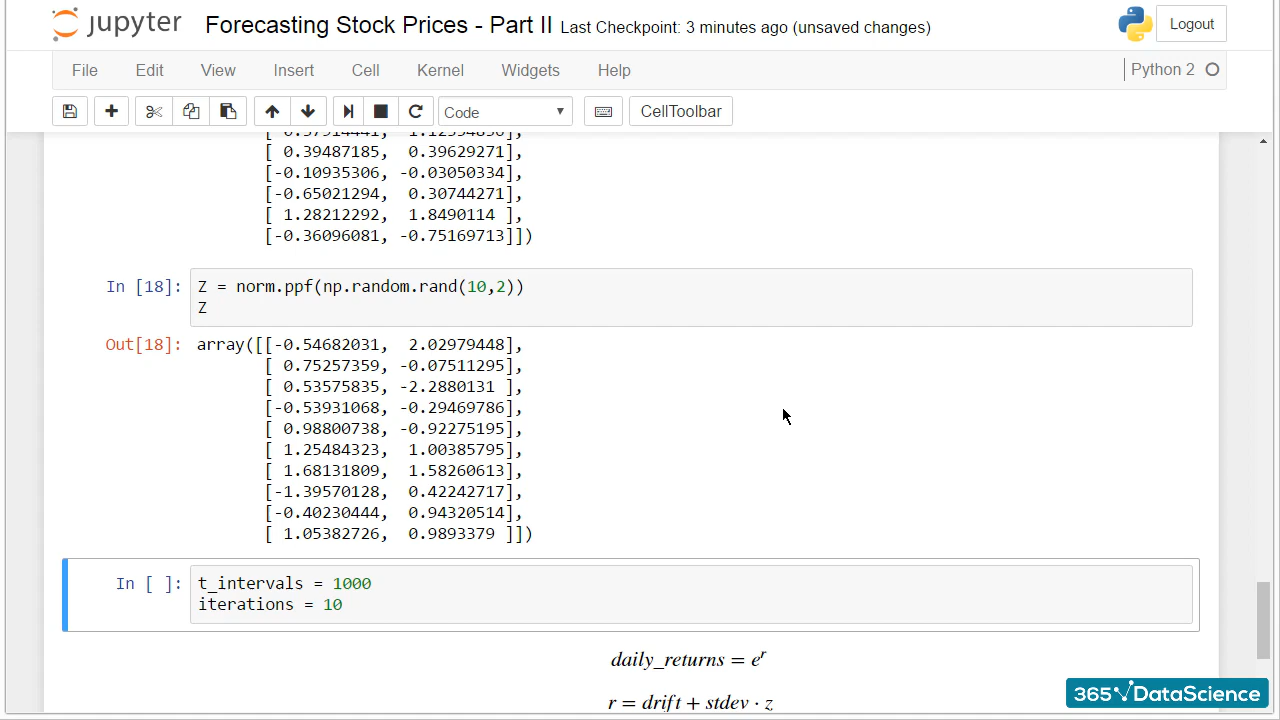 jupyter Forecasting Stock Prices - Part II Last Checkpoint: 3 minutes ago (unsaved changes) Logout
File Edit View Insert Cell Kernel Widgets Help Python 2
Code CellToolbar
[ 0.39487185, 0.39629271],
[-0.10935306, -0.03050334],
[-0.65021294, 0.30744271],
[ 1.28212292, 1.8490114 ],
[-0.36096081, -0.75169713]])
In [18]: Z = norm.ppf(np.random.rand(10,2))
Z
Out[18]: array([[-0.54682031, 2.02979448],
[ 0.75257359, -0.07511295],
[ 0.53575835, -2.2880131 ],
[-0.53931068, -0.29469786],
[ 0.98800738, -0.92275195],
[ 1.25484323, 1.00385795],
[ 1.68131809, 1.58260613],
[-1.39570128, 0.42242717],
[-0.40230444, 0.94320514],
[ 1.05382726, 0.9893379 ]])
In [ ]: t_intervals = 1000
iterations = 10
daily_returns = e^r
r = drift + stdev · z
365 DataScience